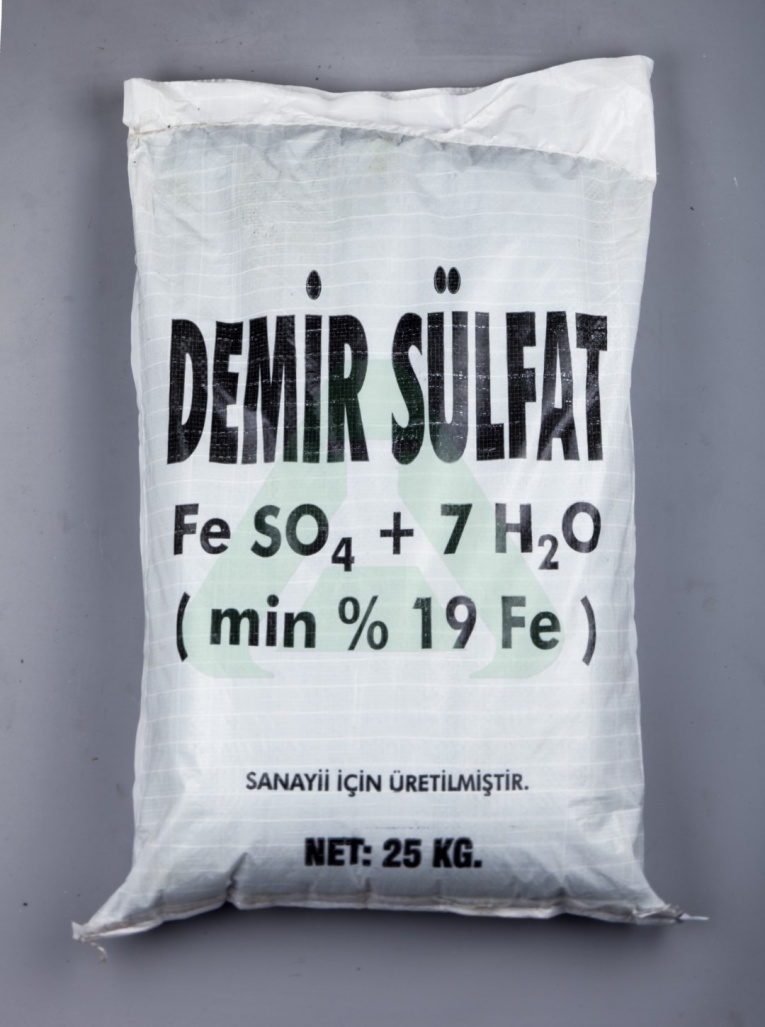 DEMİR SÜLFAT
Fe SO₄ + 7 H₂O
( min % 19 Fe )
SANAYİİ İÇİN ÜRETİLMİŞTİR.
NET: 25 KG.